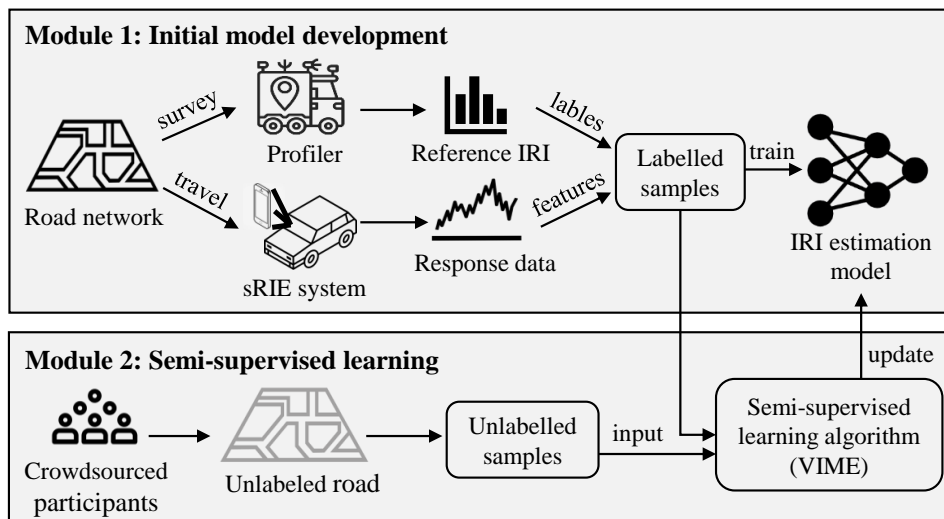 Module 1: Initial model development
survey
Profiler
Reference IRI
lables
Road network
travel
sRIE system
Response data
features
Labelled
samples
train
IRI estimation
model
Module 2: Semi-supervised learning
update
Crowdsourced
participants
Unlabeled road
Unlabelled
samples
input
Semi-supervised
learning algorithm
(VIME)